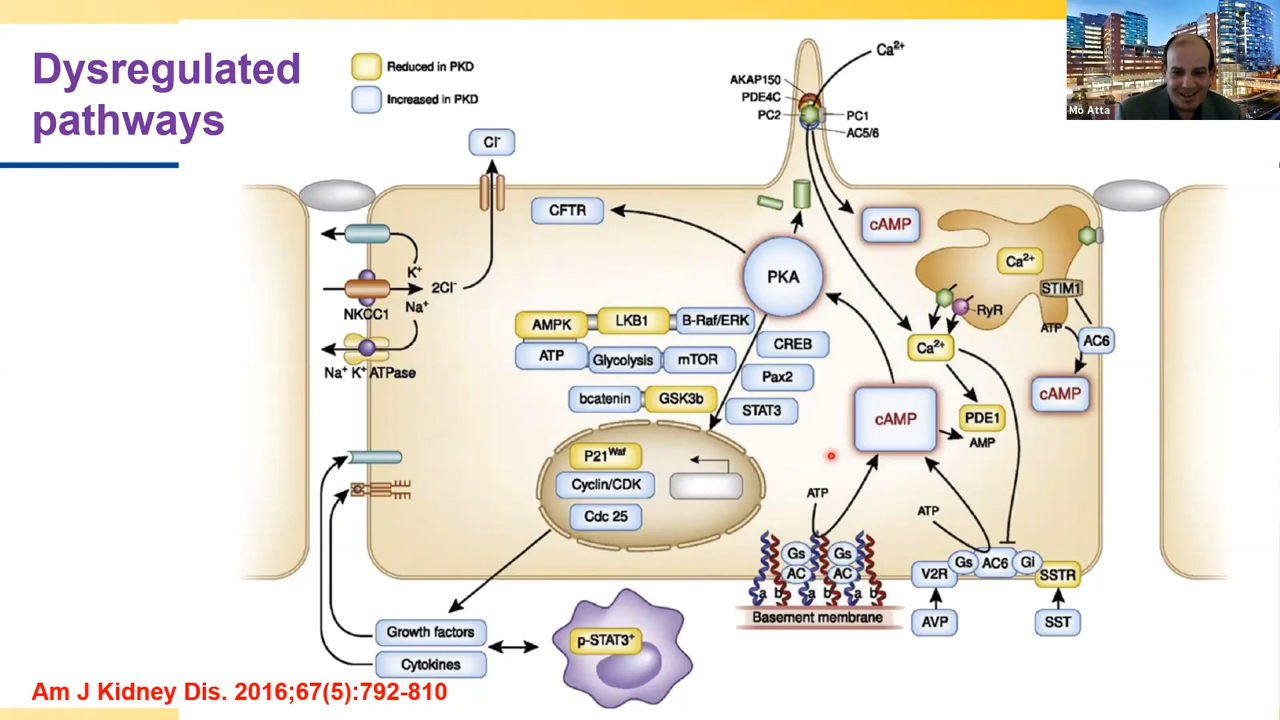 Dysregulated
pathways
Reduced in PKD
Increased in PKD
Mo Atta
Ca2+
AKAP150
PDE4C
PC2
PC1
AC5/6
Cl-
CFTR
cAMP
PKA
Ca2+
STIM1
RyR
ATP
AC6
cAMP
K+
2Cl-
Na+
NKCC1
Na+ K+ ATPase
AMPK
LKB1
B-Raf/ERK
ATP
Glycolysis
mTOR
CREB
Pax2
bcatenin
GSK3b
STAT3
Ca2+
PDE1
AMP
cAMP
P21Waf
Cyclin/CDK
Cdc 25
ATP
ATP
Gs
Gs
AC
AC
a b a b a b
Basement membrane
V2R
Gs
AC6
Gi
SSTR
AVP
SST
Growth factors
Cytokines
p-STAT3+
Am J Kidney Dis. 2016;67(5):792-810